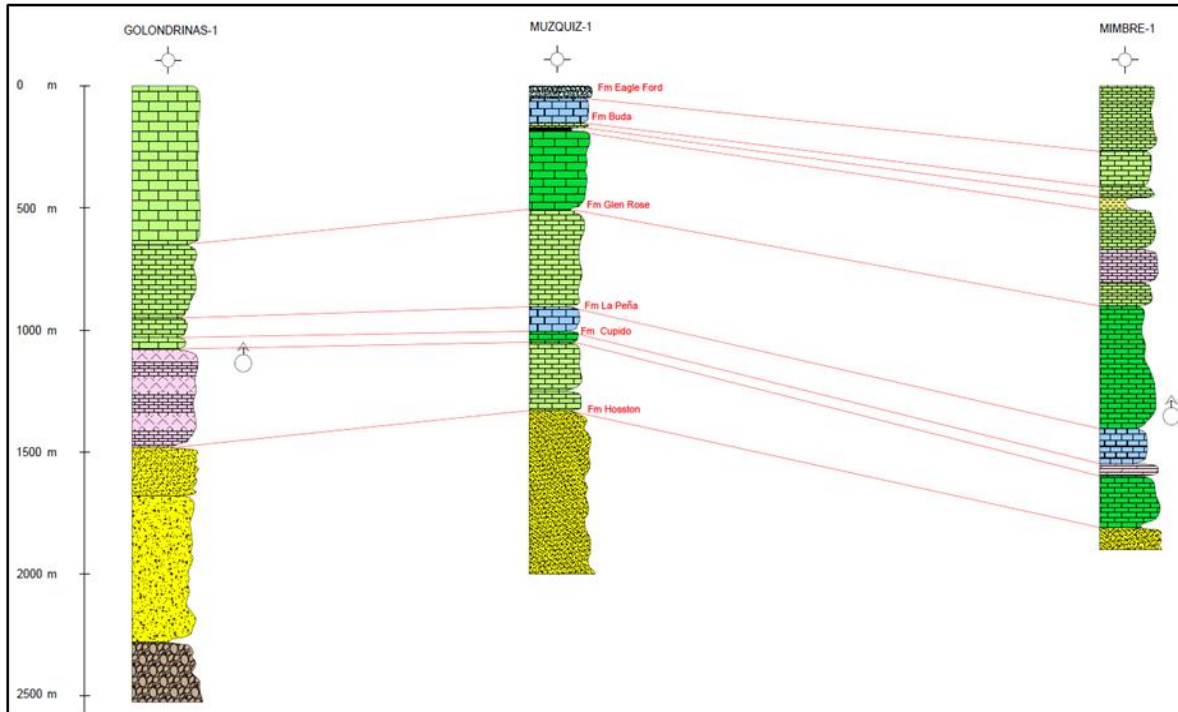 GOLONDRINAS-1
MUZQUIZ-1
MIMBRE-1
0 m
Fm Eagle Ford
Fm Buda
500 m
Fm Glen Rose
Fm La Peña
1000 m
Fm Cupido
Fm Hosston
1500 m
2000 m
2500 m